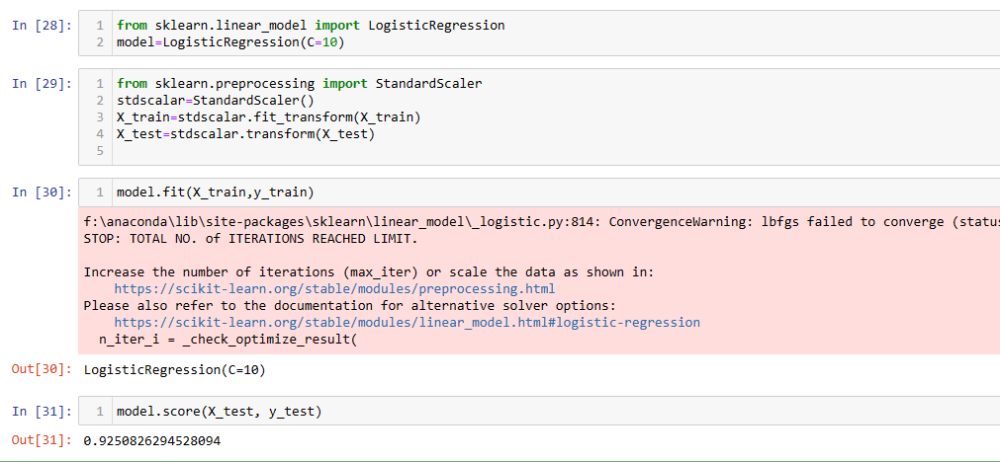 In [28]:
1 from sklearn.linear_model import LogisticRegression
2 model=LogisticRegression(C=10)
In [29]:
1 from sklearn.preprocessing import StandardScaler
2 stdscalar=StandardScaler()
3 X_train=stdscalar.fit_transform(X_train)
4 X_test=stdscalar.transform(X_test)
5
In [30]:
1 model.fit(X_train,y_train)
f:\anaconda\lib\site-packages\sklearn\linear_model\_logistic.py:814: ConvergenceWarning: lbfgs failed to converge (statu
STOP: TOTAL NO. of ITERATIONS REACHED LIMIT.
Increase the number of iterations (max_iter) or scale the data as shown in:
https://scikit-learn.org/stable/modules/preprocessing.html
Please also refer to the documentation for alternative solver options:
https://scikit-learn.org/stable/modules/linear_model.html#logistic-regression
n_iter_i = _check_optimize_result(
Out[30]: LogisticRegression(C=10)
In [31]:
1 model.score(X_test, y_test)
Out[31]: 0.9250826294528094